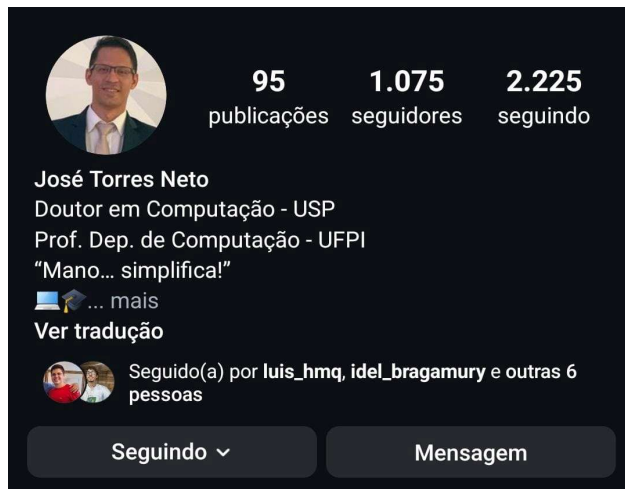 95 1.075 2.225
publicações seguidores seguindo
José Torres Neto
Doutor em Computação - USP
Prof. Dep. de Computação - UFPI
“Mano... simplifica!”
... mais
Ver tradução
Seguido(a) por luis_hmq, idel_bragamury e outras 6
pessoas
Seguindo Mensagem